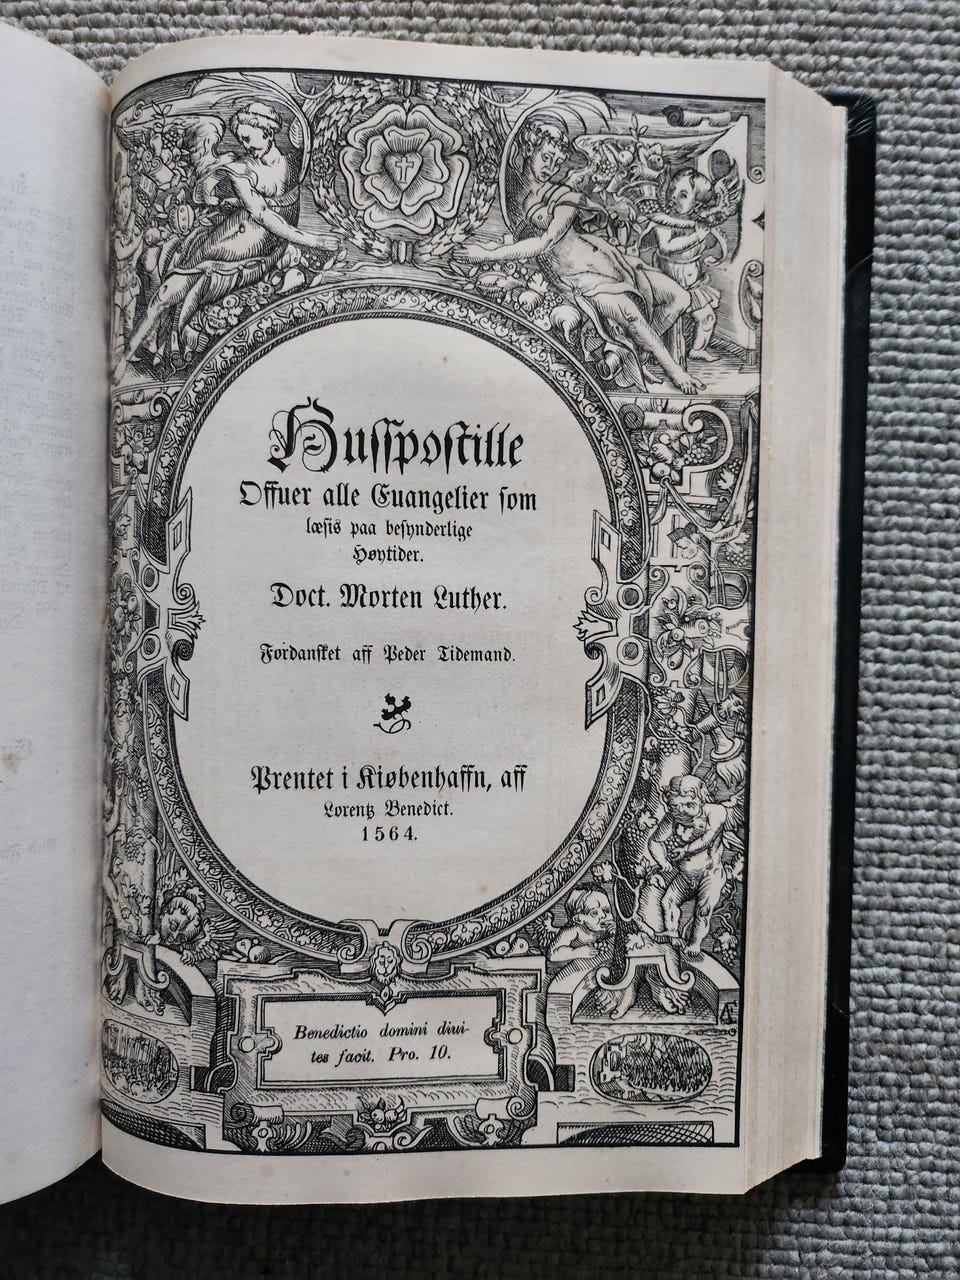 Husspostille
Offuer alle Euangelier som
læsis paa besynderlige
Høytider.
Doct. Morten Luther.
Fordansket aff Peder Tidemand.
Prentet i Kiøbenhaffn, aff
Lorentz Benedict.
1564.
Benedictio domini diui-
tes facit. Pro. 10.